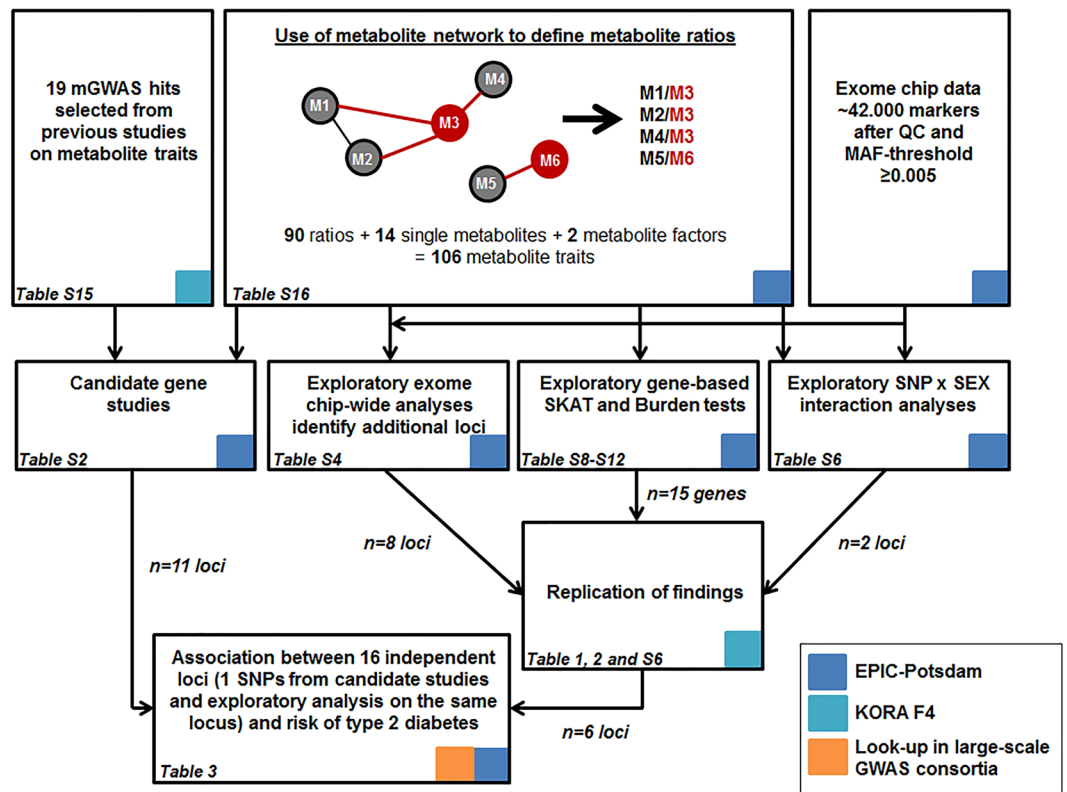 19 mGWAS hits
selected from
previous studies
on metabolite traits
Table S15
Use of metabolite network to define metabolite ratios
M1
M2
M3
M4
M5
M6
M1/M3
M2/M3
M4/M3
M5/M6
90 ratios + 14 single metabolites + 2 metabolite factors
= 106 metabolite traits
Table S16
Exome chip data
~42.000 markers
after QC and
MAF-threshold
≥0.005
Candidate gene
studies
Table S2
Exploratory exome
chip-wide analyses
identify additional loci
Table S4
Exploratory gene-based
SKAT and Burden tests
Table S8-S12
Exploratory SNP x SEX
interaction analyses
Table S6
n=11 loci
n=8 loci
n=15 genes
n=2 loci
Replication of findings
Table 1, 2 and S6
Association between 16 independent
loci (1 SNPs from candidate studies
and exploratory analysis on the same
locus) and risk of type 2 diabetes
Table 3
n=6 loci
EPIC-Potsdam
KORA F4
Look-up in large-scale
GWAS consortia